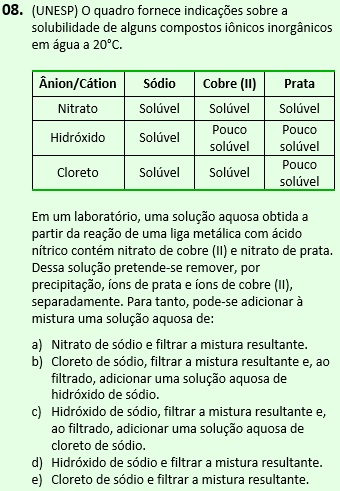 08. (UNESP) O quadro fornece indicações sobre a
solubilidade de alguns compostos iônicos inorgânicos
em água a 20°C.
Ânion/Cátion Sódio Cobre (II) Prata
Nitrato Solúvel Solúvel Solúvel
Hidróxido Solúvel Pouco solúvel Pouco solúvel
Cloreto Solúvel Solúvel Pouco solúvel
Em um laboratório, uma solução aquosa obtida a
partir da reação de uma liga metálica com ácido
nítrico contém nitrato de cobre (II) e nitrato de prata.
Dessa solução pretende-se remover, por
precipitação, íons de prata e íons de cobre (II),
separadamente. Para tanto, pode-se adicionar à
mistura uma solução aquosa de:
a) Nitrato de sódio e filtrar a mistura resultante.
b) Cloreto de sódio, filtrar a mistura resultante e, ao
filtrado, adicionar uma solução aquosa de
hidróxido de sódio.
c) Hidróxido de sódio, filtrar a mistura resultante e,
ao filtrado, adicionar uma solução aquosa de
cloreto de sódio.
d) Hidróxido de sódio e filtrar a mistura resultante.
e) Cloreto de sódio e filtrar a mistura resultante.